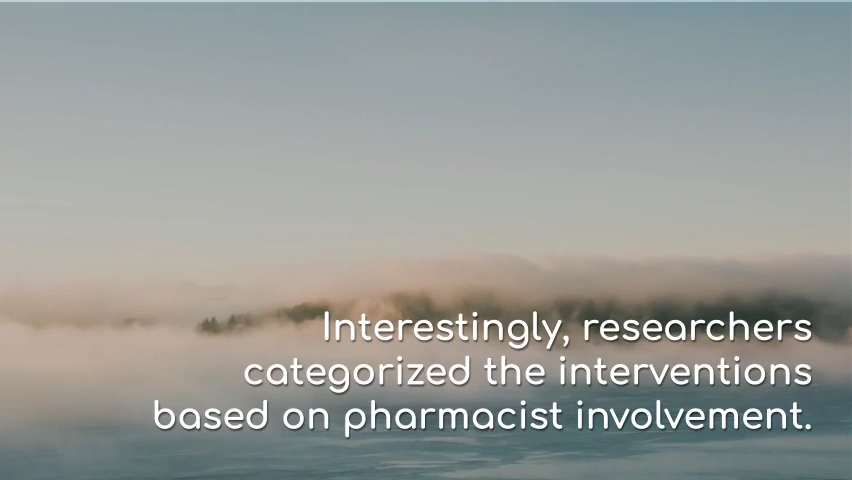 Interestingly, researchers
categorized the interventions
based on pharmacist involvement.